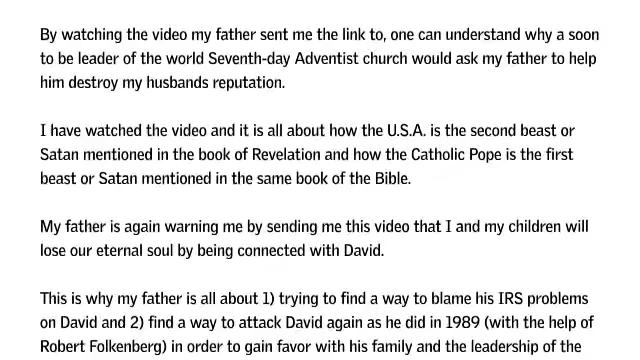 By watching the video my father sent me the link to, one can understand why a soon
to be leader of the world Seventh-day Adventist church would ask my father to help
him destroy my husbands reputation.
I have watched the video and it is all about how the U.S.A. is the second beast or
Satan mentioned in the book of Revelation and how the Catholic Pope is the first
beast or Satan mentioned in the same book of the Bible.
My father is again warning me by sending me this video that I and my children will
lose our eternal soul by being connected with David.
This is why my father is all about 1) trying to find a way to blame his IRS problems
on David and 2) find a way to attack David again as he did in 1989 (with the help of
Robert Folkenberg) in order to gain favor with his family and the leadership of the